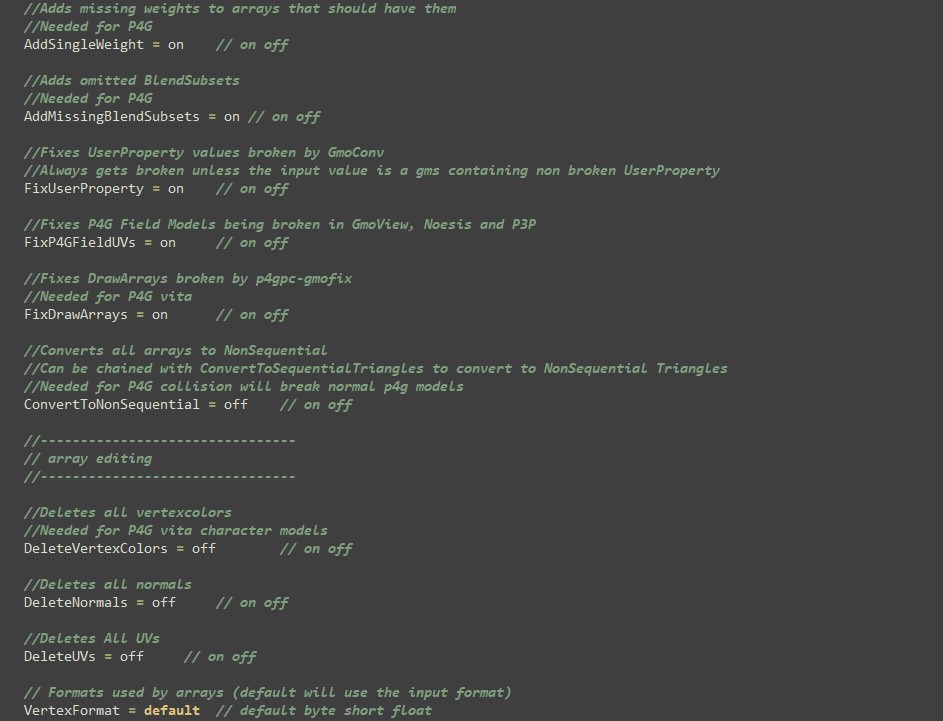 //Adds missing weights to arrays that should have them
//Needed for P4G
AddSingleWeight = on    // on off
//Adds omitted BlendSubsets
//Needed for P4G
AddMissingBlendSubsets = on // on off
//Fixes UserProperty values broken by GmoConv
//Always gets broken unless the input value is a gms containing non broken UserProperty
FixUserProperty = on    // on off
//Fixes P4G Field Models being broken in GmoView, Noesis and P3P
FixP4GFieldUVs = on     // on off
//Fixes DrawArrays broken by p4gpc-gmofix
//Needed for P4G vita
FixDrawArrays = on      // on off
//Converts all arrays to NonSequential
//Can be chained with ConvertToSequentialTriangles to convert to NonSequential Triangles
//Needed for P4G collision will break normal p4g models
ConvertToNonSequential = off    // on off
//--------------------------------
// array editing
//--------------------------------
//Deletes all vertexcolors
//Needed for P4G vita character models
DeleteVertexColors = off        // on off
//Deletes all normals
DeleteNormals = off     // on off
//Deletes All UVs
DeleteUVs = off     // on off
// Formats used by arrays (default will use the input format)
VertexFormat = default  // default byte short float